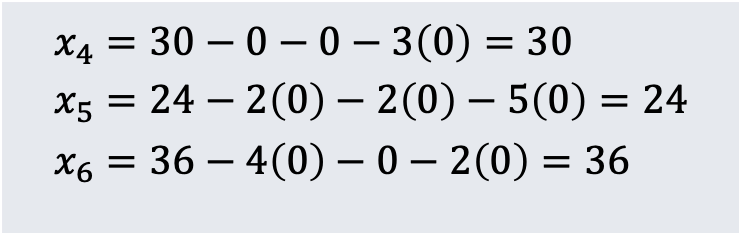 x₄ = 30 − 0 − 0 − 3(0) = 30
x₅ = 24 − 2(0) − 2(0) − 5(0) = 24
x₆ = 36 − 4(0) − 0 − 2(0) = 36